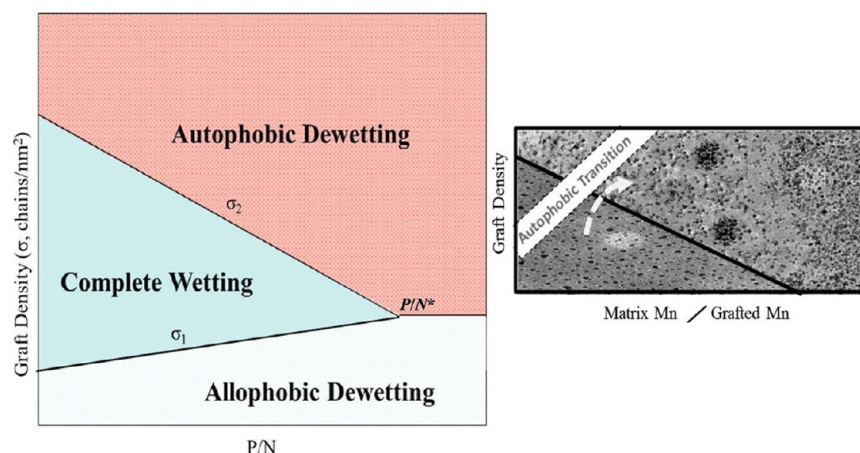 Graft Density (σ, chains/nm²)
Autophobic Dewetting
σ₂
Complete Wetting
P/N*
σ₁
Allophobic Dewetting
P/N
Graft Density
Autophobic Transition
Matrix Mn / Grafted Mn